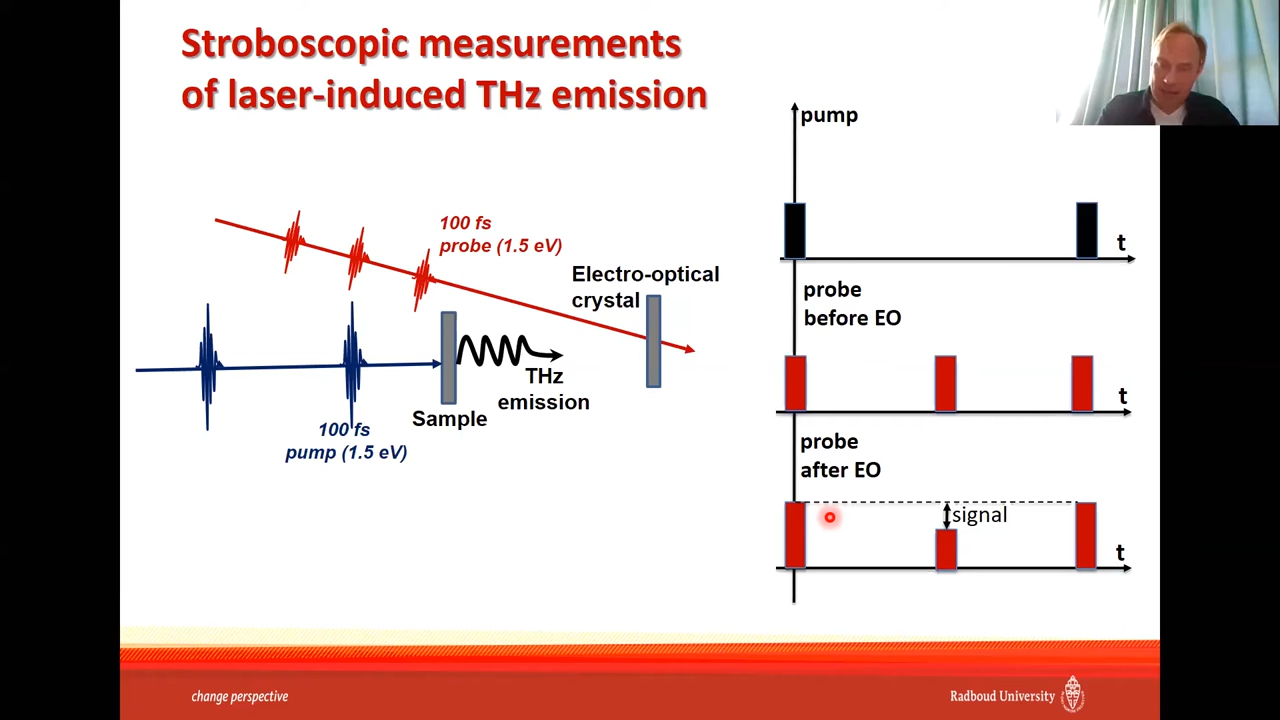 Stroboscopic measurements
of laser-induced THz emission
100 fs
probe (1.5 eV)
Electro-optical
crystal
THz
emission
Sample
100 fs
pump (1.5 eV)
pump
t
probe
before EO
t
probe
after EO
signal
t
change perspective
Radboud University